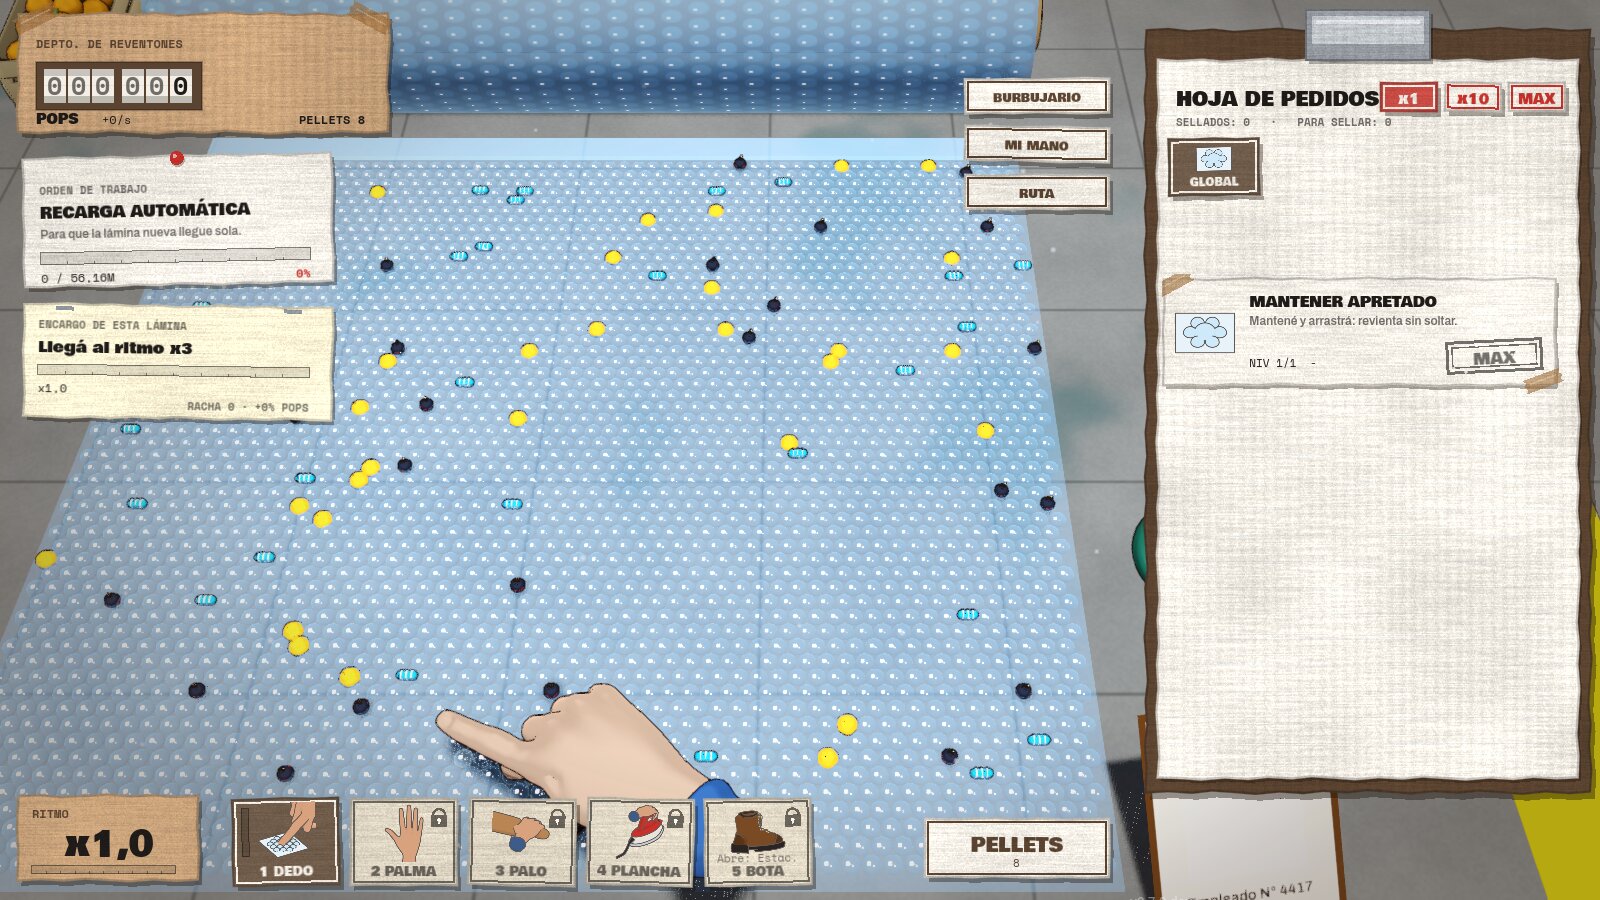 DEPTO. DE REVENTONES
000000
POPS +0/s PELLETS 8
ORDEN DE TRABAJO
RECARGA AUTOMÁTICA
Para que la lámina nueva llegue sola.
0 / 56.16M 0%
ENCARGO DE ESTA LÁMINA
Llegá al ritmo x3
x1.0
RACHA 0 · +0% POPS
BURBUJARIO
MI MANO
RUTA
HOJA DE PEDIDOS x1 x10 MAX
SELLADOS: 0 · PARA SELLAR: 0
GLOBAL
MANTENER APRETADO
Mantené y arrastrá: revienta sin soltar.
NIV 1/1 -
MAX
RITMO
x1,0
1 DEDO
2 PALMA
3 PALO
4 PLANCHA
Abre: Estac.
5 BOTA
PELLETS
8
pleado N° 4417